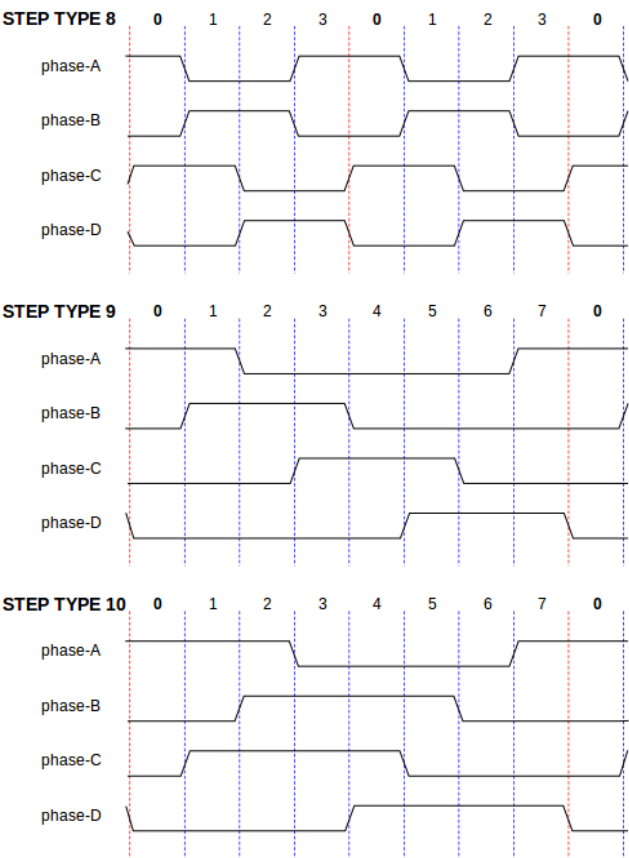 STEP TYPE 8 0 1 2 3 0 1 2 3 0
phase-A
phase-B
phase-C
phase-D
STEP TYPE 9 0 1 2 3 4 5 6 7 0
phase-A
phase-B
phase-C
phase-D
STEP TYPE 10 0 1 2 3 4 5 6 7 0
phase-A
phase-B
phase-C
phase-D